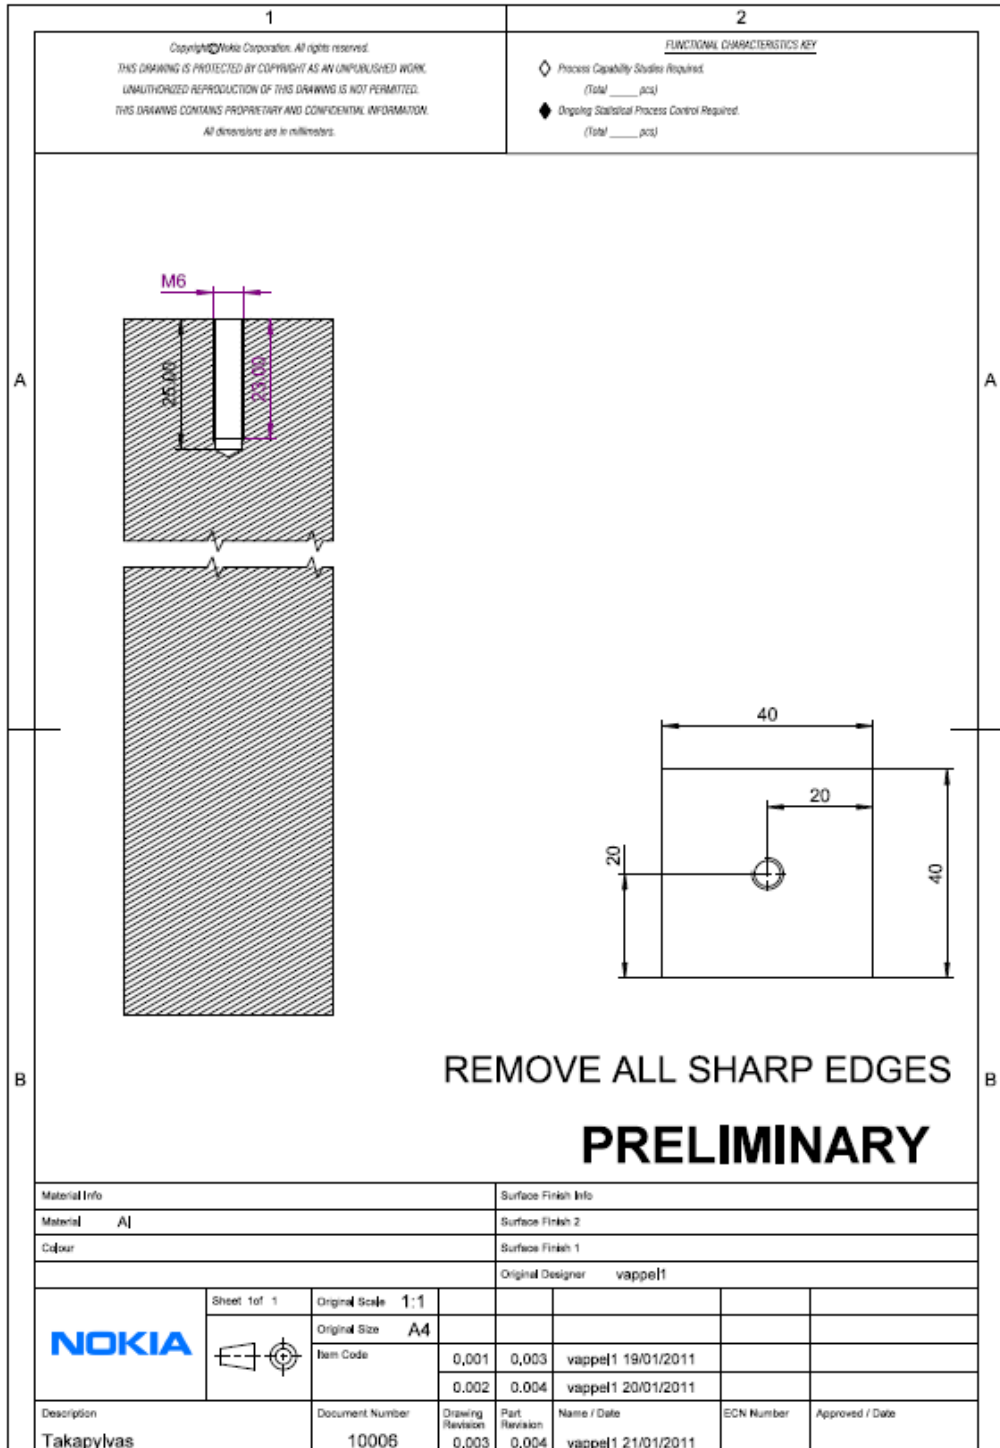 1
2
Copyright©Nokia Corporation. All rights reserved.
THIS DRAWING IS PROTECTED BY COPYRIGHT AS AN UNPUBLISHED WORK.
UNAUTHORIZED REPRODUCTION OF THIS DRAWING IS NOT PERMITTED.
THIS DRAWING CONTAINS PROPRIETARY AND CONFIDENTIAL INFORMATION.
All dimensions are in millimeters.
FUNCTIONAL CHARACTERISTICS KEY
Process Capability Studies Required.
(Total _____ pcs)
Ongoing Statistical Process Control Required.
(Total _____ pcs)
M6
25.00
23.00
A
A
40
20
20
40
REMOVE ALL SHARP EDGES
B
B
PRELIMINARY
Material Info
Surface Finish Info
Material Al
Surface Finish 2
Colour
Surface Finish 1
Original Designer vappel1
NOKIA
Sheet 1of 1
Original Scale 1:1
Original Size A4
Item Code
0.001 0.003 vappel1 19/01/2011
0.002 0.004 vappel1 20/01/2011
Description
Document Number
Drawing Revision
Part Revision
Name / Date
ECN Number
Approved / Date
Takapylvas
10006
0.003 0.004 vappel1 21/01/2011